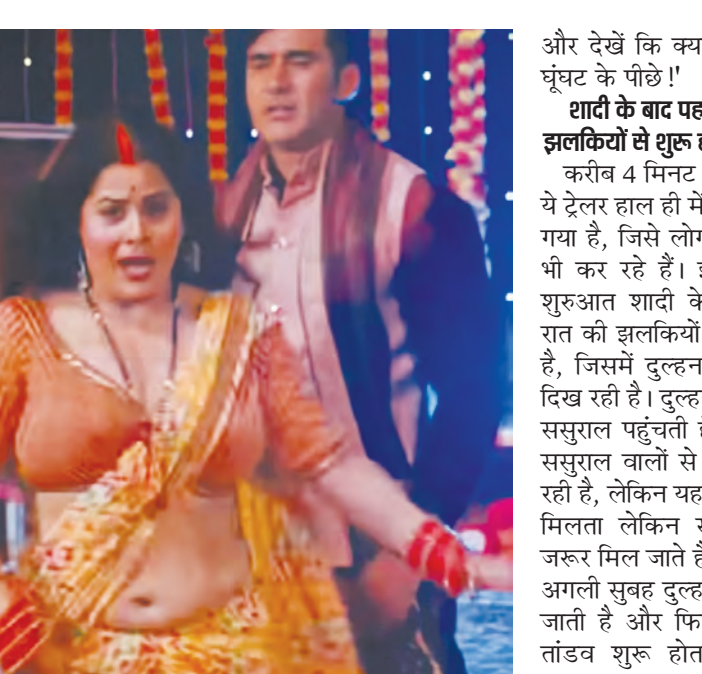 और देखें कि क्य
घूंघट के पीछे !'
शादी के बाद पह
झलकियों से शुरू ह
करीब 4 मिनट
ये ट्रेलर हाल ही में
गया है, जिसे लोग
भी कर रहे हैं।
शुरुआत शादी के
रात की झलकियों
है, जिसमें दुल्हन
दिख रही है। दुल्ह
ससुराल पहुंचती
ससुराल वालों से
रही है, लेकिन यह
मिलता लेकिन स
जरूर मिल जाते है
अगली सुबह दुल्ह
जाती है और फि
तांडव शुरू होत